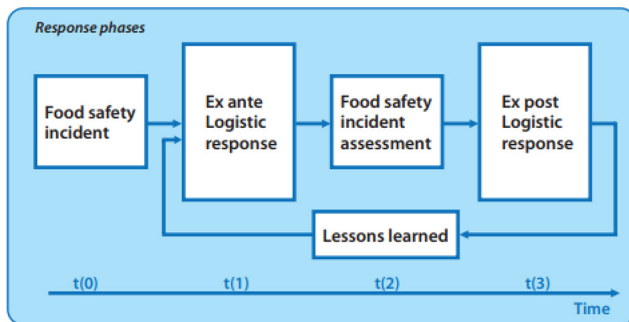 Response phases
Food safety
incident
Ex ante
Logistic
response
Food safety
incident
assessment
Ex post
Logistic
response
Lessons learned
t(0)
t(1)
t(2)
t(3)
Time